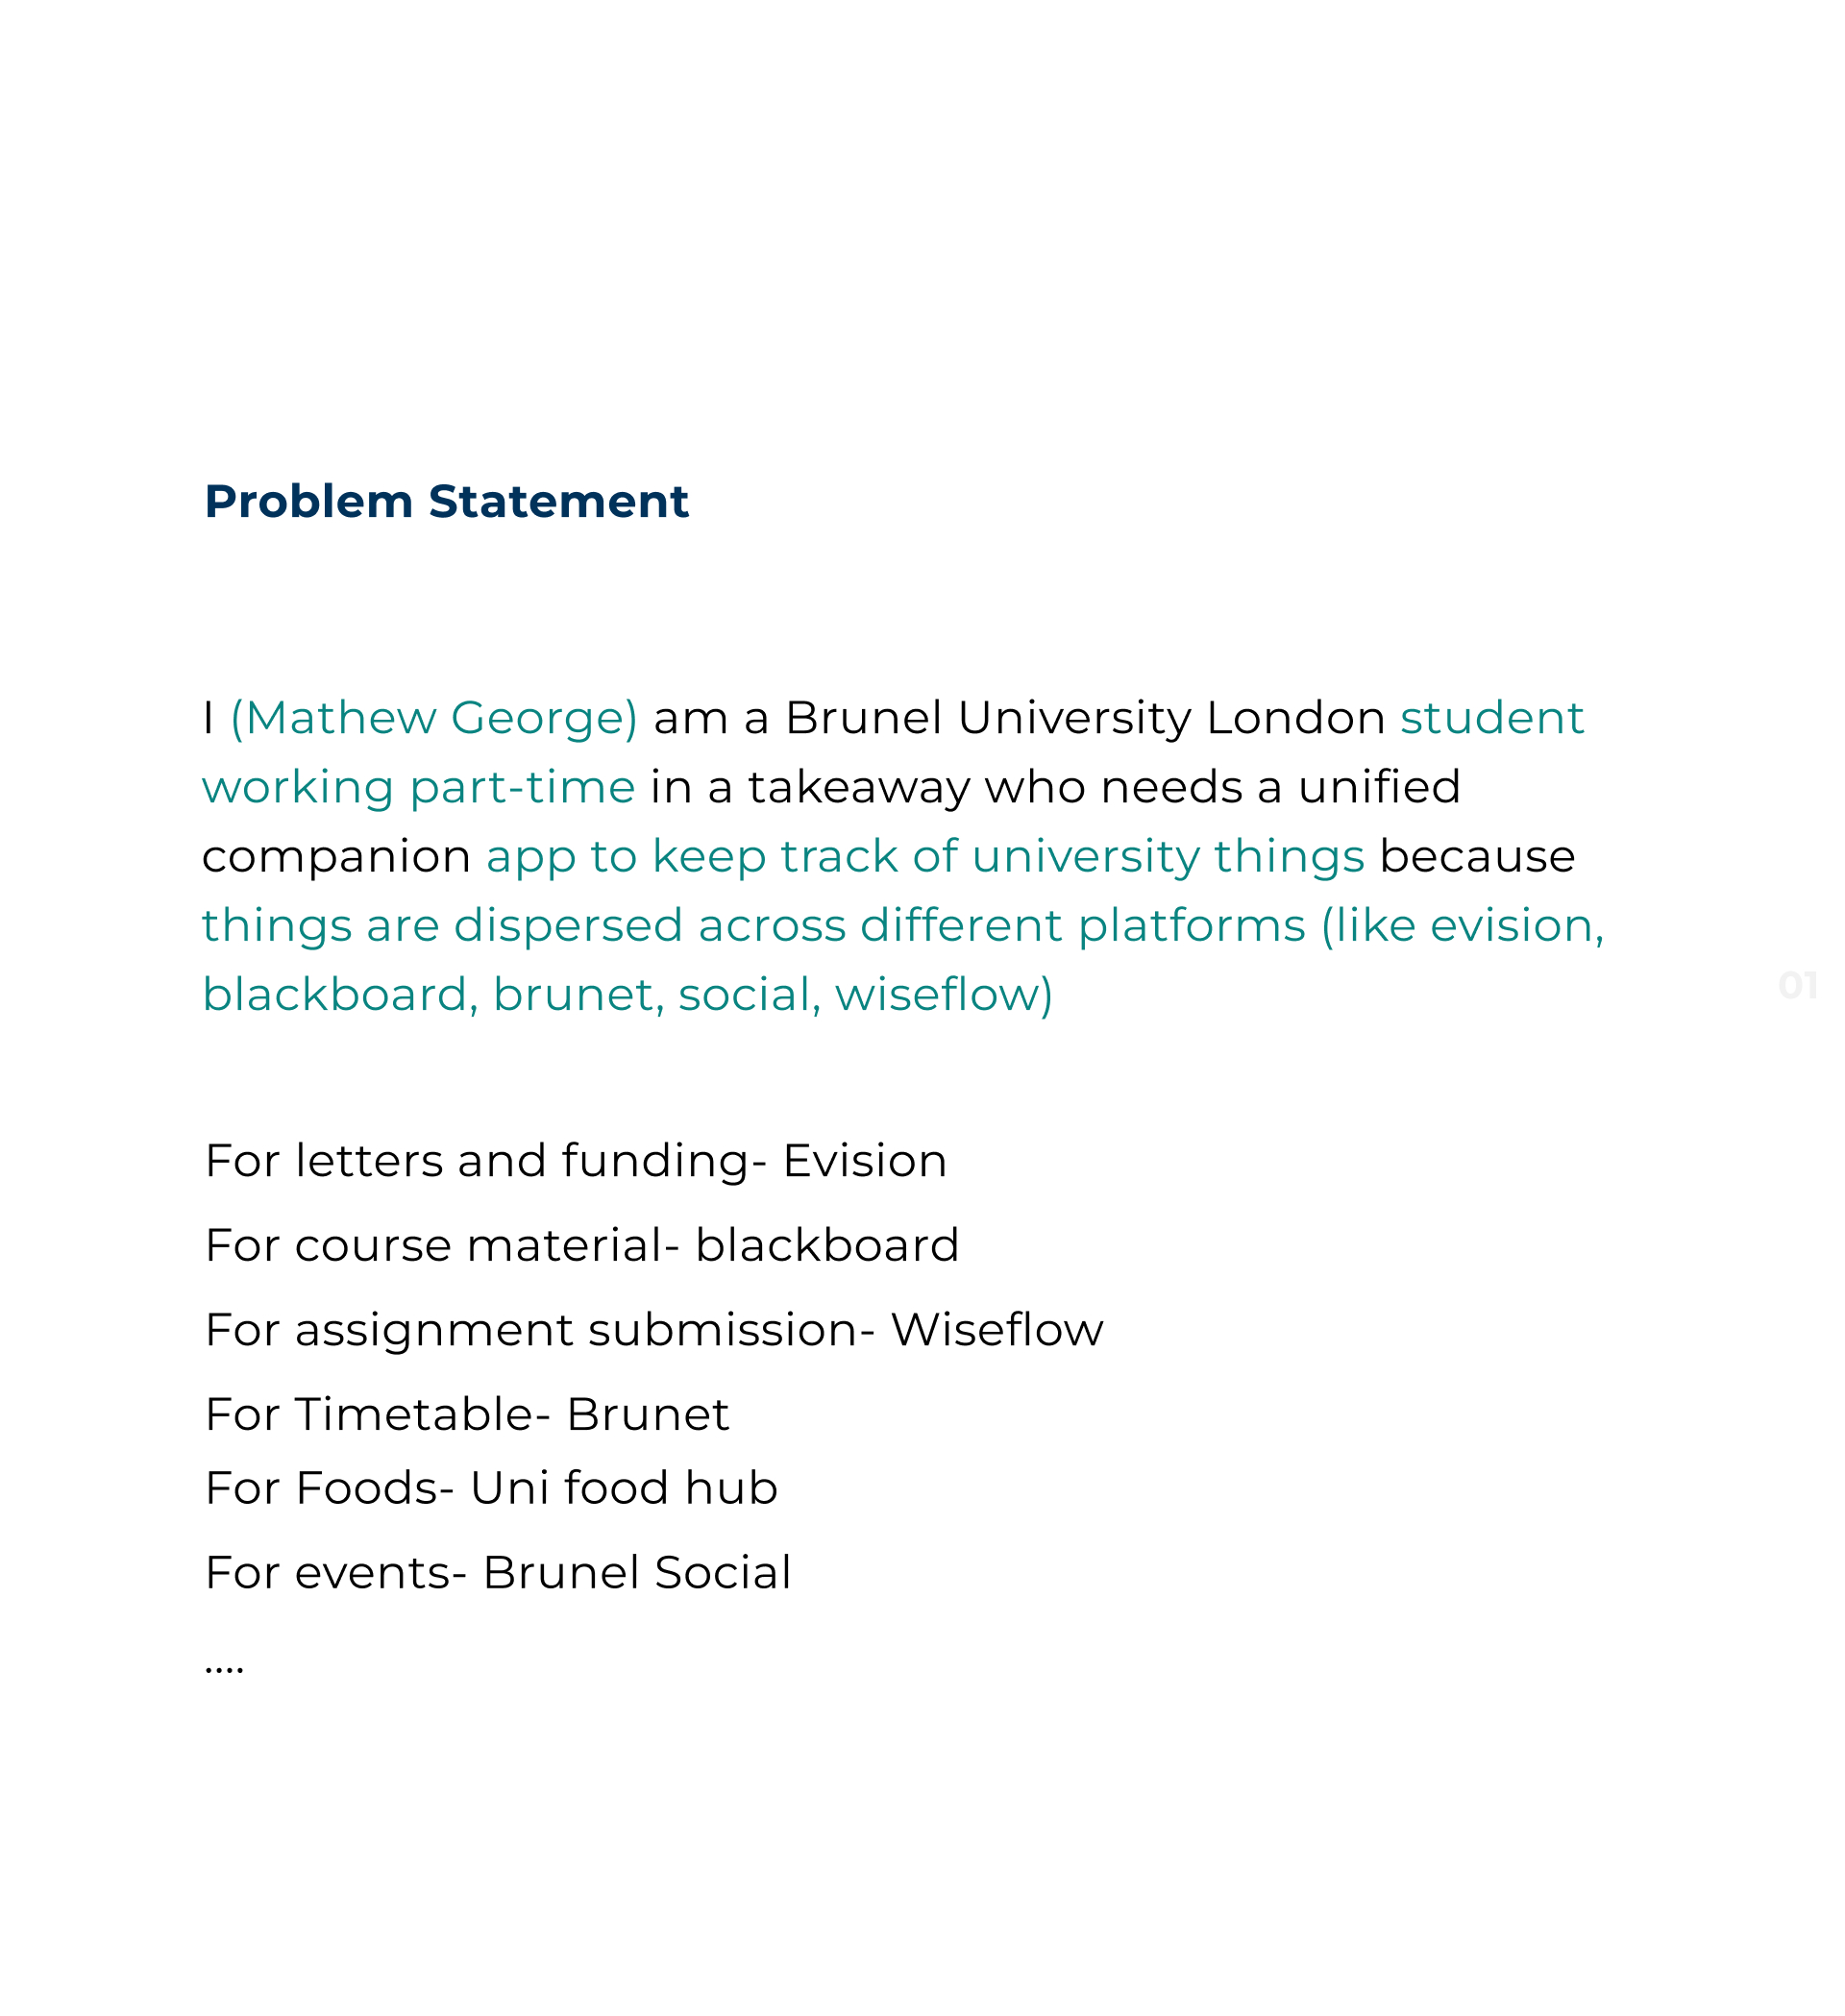 Problem Statement
I (Mathew George) am a Brunel University London student
working part-time in a takeaway who needs a unified
companion app to keep track of university things because
things are dispersed across different platforms (like evision,
blackboard, brunet, social, wiseflow)
01
For letters and funding- Evision
For course material- blackboard
For assignment submission- Wiseflow
For Timetable- Brunet
For Foods- Uni food hub
For events- Brunel Social
....